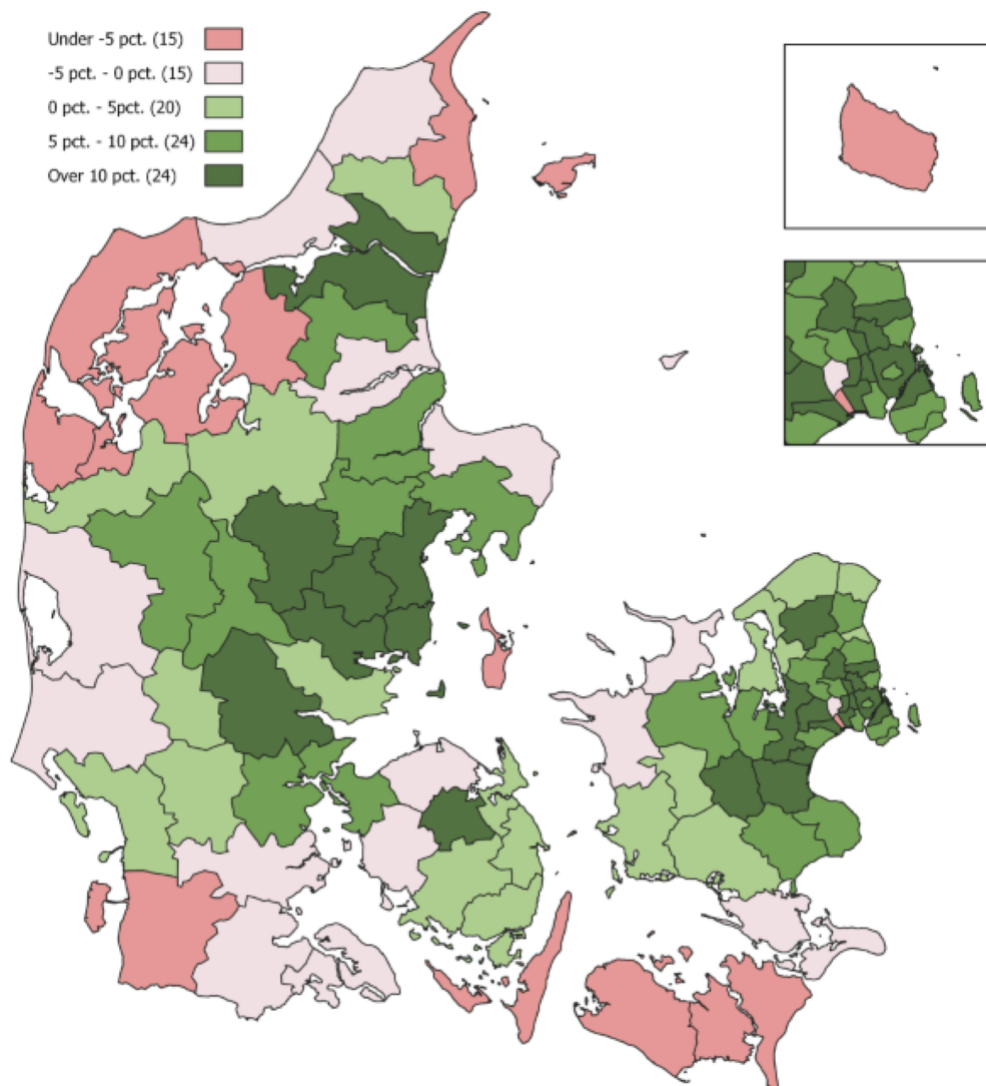 Under -5 pct. (15)
-5 pct. - 0 pct. (15)
0 pct. - 5pct. (20)
5 pct. - 10 pct. (24)
Over 10 pct. (24)